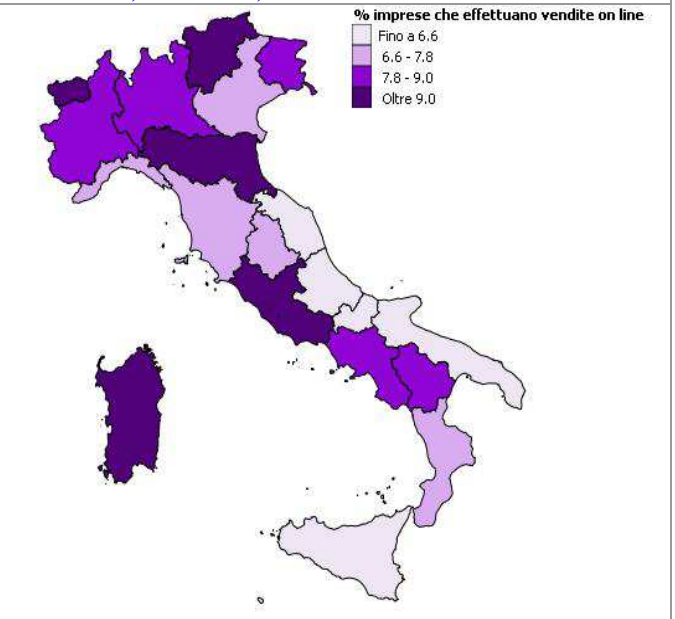 % imprese che effettuano vendite on line
Fino a 6.6
6.6 - 7.8
7.8 - 9.0
Oltre 9.0